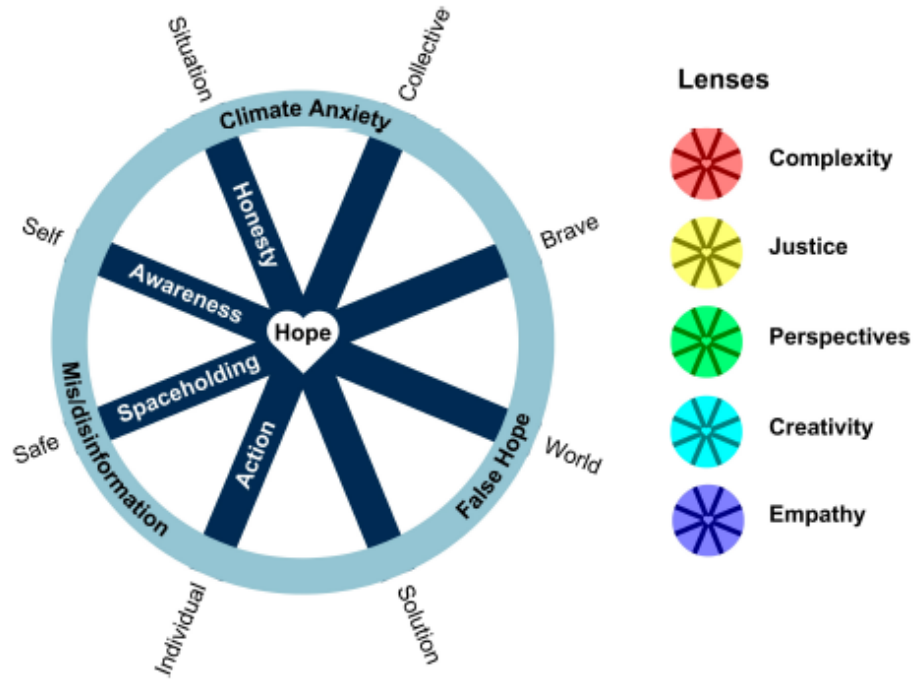 Situation
Collective
Climate Anxiety
Honesty
Self
Brave
Awareness
Hope
Spaceholding
Mis/disinformation
Safe
Action
False Hope
World
Individual
Solution
Lenses
Complexity
Justice
Perspectives
Creativity
Empathy